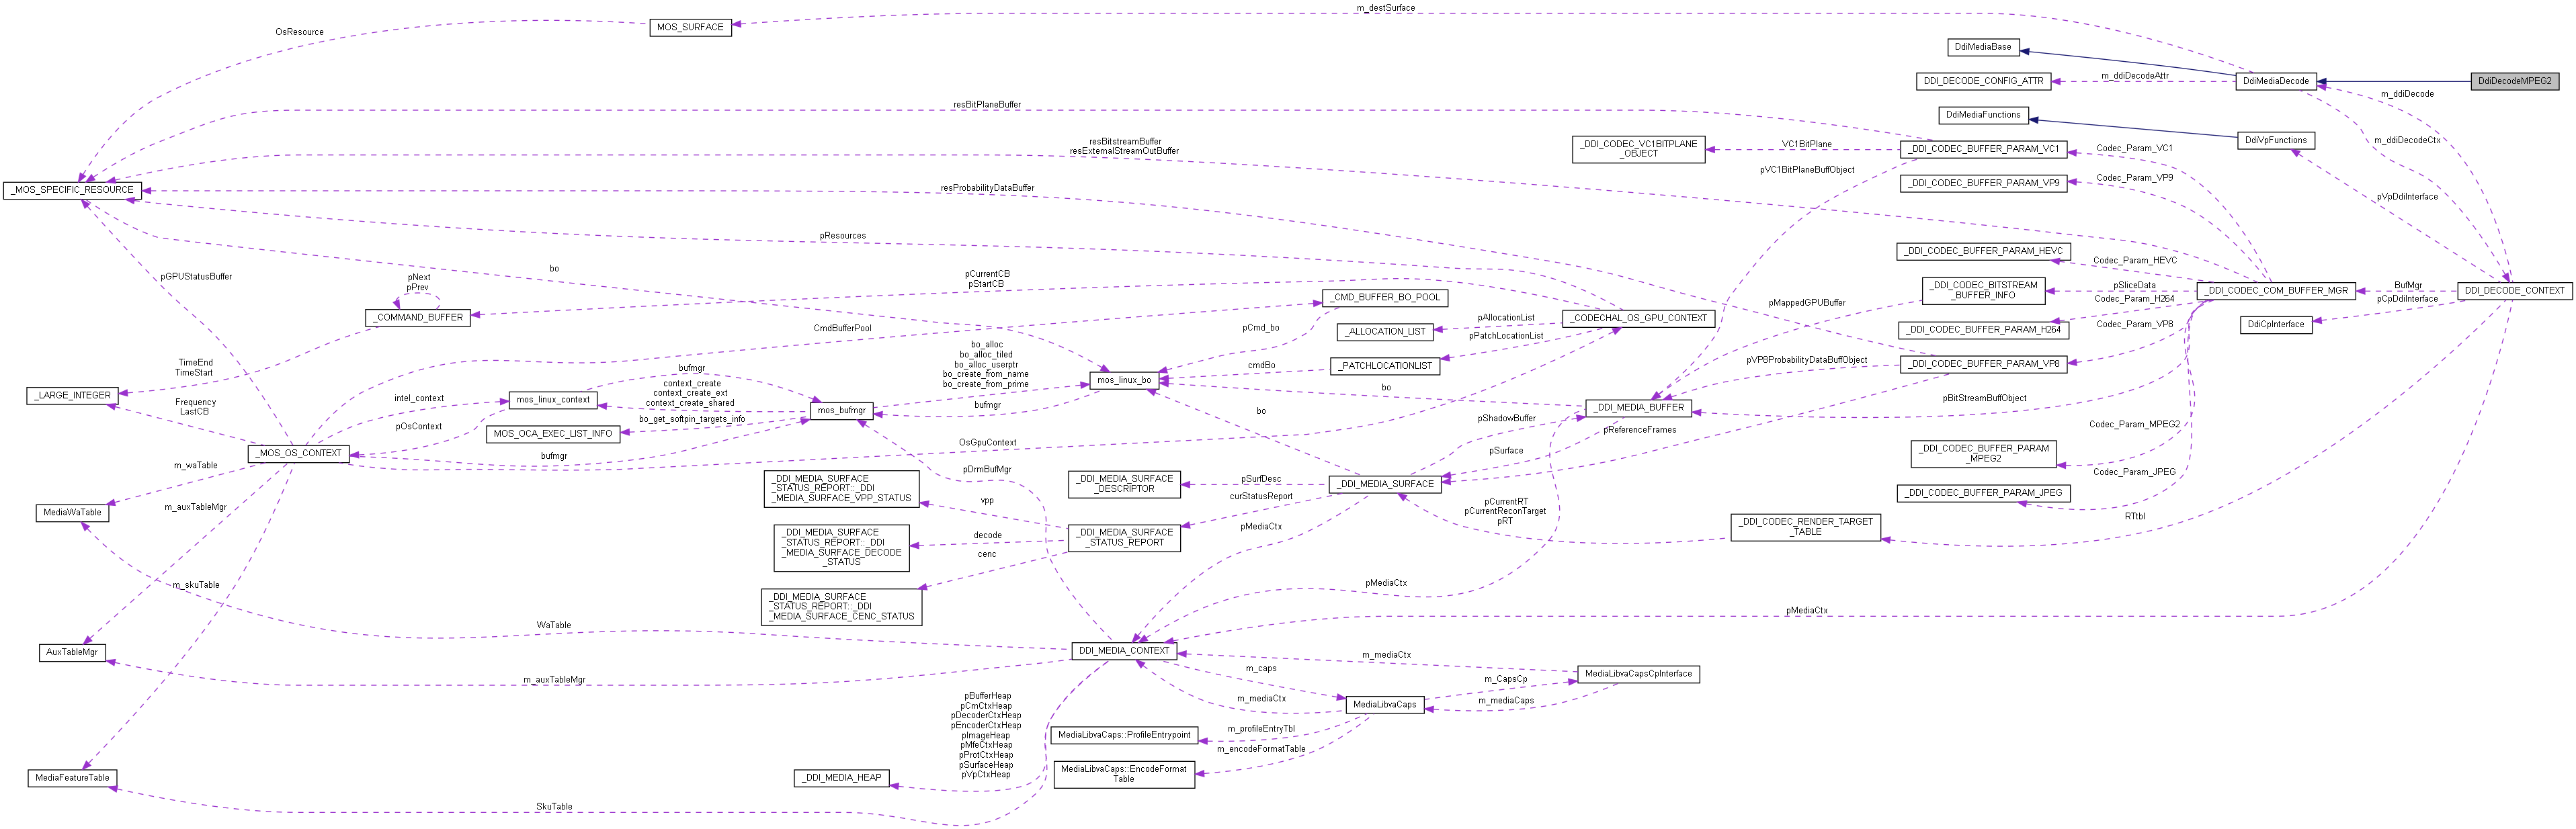 m_destSurface
OsResource
MOS_SURFACE
DdiMediaBase
m_ddiDecodeAttr
DDI_DECODE_CONFIG_ATTR
DdiMediaDecode
DdiDecodeMPEG2
m_ddiDecode
resBitPlaneBuffer
DdiMediaFunctions
DdiVpFunctions
m_ddiDecodeCtx
resBitstreamBuffer
resExternalStreamOutBuffer
_DDI_CODEC_VC1BITPLANE
_OBJECT
VC1BitPlane
_DDI_CODEC_BUFFER_PARAM_VC1
Codec_Param_VC1
pVC1BitPlaneBuffObject
_DDI_CODEC_BUFFER_PARAM_VP9
Codec_Param_VP9
_MOS_SPECIFIC_RESOURCE
resProbabilityDataBuffer
pVpDdiInterface
pResources
_DDI_CODEC_BUFFER_PARAM_HEVC
Codec_Param_HEVC
bo
pGPUStatusBuffer
pNext
pPrev
pCurrentCB
pStartCB
_CMD_BUFFER_BO_POOL
pMappedGPUBuffer
_DDI_CODEC_BITSTREAM
_BUFFER_INFO
pSliceData
_DDI_CODEC_COM_BUFFER_MGR
BufMgr
DDI_DECODE_CONTEXT
pCpDdiInterface
Codec_Param_H264
_COMMAND_BUFFER
CmdBufferPool
pCmd_bo
_ALLOCATION_LIST
pAllocationList
_CODECHAL_OS_GPU_CONTEXT
_DDI_CODEC_BUFFER_PARAM_H264
DdiCpInterface
Codec_Param_VP8
pPatchLocationList
bo_alloc
bo_alloc_tiled
bo_alloc_userptr
bo_create_from_name
bo_create_from_prime
TimeEnd
TimeStart
bufmgr
cmdBo
_PATCHLOCATIONLIST
pVP8ProbabilityDataBuffObject
_DDI_CODEC_BUFFER_PARAM_VP8
mos_linux_bo
context_create
context_create_ext
context_create_shared
_LARGE_INTEGER
Frequency
LastCB
intel_context
mos_linux_context
bo
pBitStreamBuffObject
bufmgr
mos_bufmgr
_DDI_MEDIA_BUFFER
bo
pShadowBuffer
bo_get_softpin_targets_info
pOsContext
MOS_OCA_EXEC_LIST_INFO
pReferenceFrames
Codec_Param_MPEG2
OsGpuContext
_MOS_OS_CONTEXT
bufmgr
pSurface
_DDI_CODEC_BUFFER_PARAM
_MPEG2
m_waTable
pDrmBufMgr
Codec_Param_JPEG
_DDI_MEDIA_SURFACE
_STATUS_REPORT::_DDI
_MEDIA_SURFACE_VPP_STATUS
_DDI_MEDIA_SURFACE
_DESCRIPTOR
pSurfDesc
_DDI_MEDIA_SURFACE
_DDI_CODEC_BUFFER_PARAM_JPEG
vpp
curStatusReport
pCurrentRT
pCurrentReconTarget
pRT
m_auxTableMgr
MediaWaTable
RTtbl
_DDI_CODEC_RENDER_TARGET
_TABLE
pMediaCtx
decode
_DDI_MEDIA_SURFACE
_STATUS_REPORT
_DDI_MEDIA_SURFACE
_STATUS_REPORT::_DDI
_MEDIA_SURFACE_DECODE
_STATUS
cenc
m_skuTable
pMediaCtx
_DDI_MEDIA_SURFACE
_STATUS_REPORT::_DDI
_MEDIA_SURFACE_CENC_STATUS
pMediaCtx
WaTable
AuxTableMgr
DDI_MEDIA_CONTEXT
m_mediaCtx
m_caps
MediaLibvaCapsCpInterface
m_auxTableMgr
m_CapsCp
m_mediaCtx
MediaLibvaCaps
m_mediaCaps
pBufferHeap
pCmCtxHeap
pDecoderCtxHeap
pEncoderCtxHeap
pImageHeap
pMfeCtxHeap
pProtCtxHeap
pSurfaceHeap
pVpCtxHeap
MediaLibvaCaps::ProfileEntrypoint
m_profileEntryTbl
m_encodeFormatTable
MediaLibvaCaps::EncodeFormat
Table
MediaFeatureTable
_DDI_MEDIA_HEAP
SkuTable